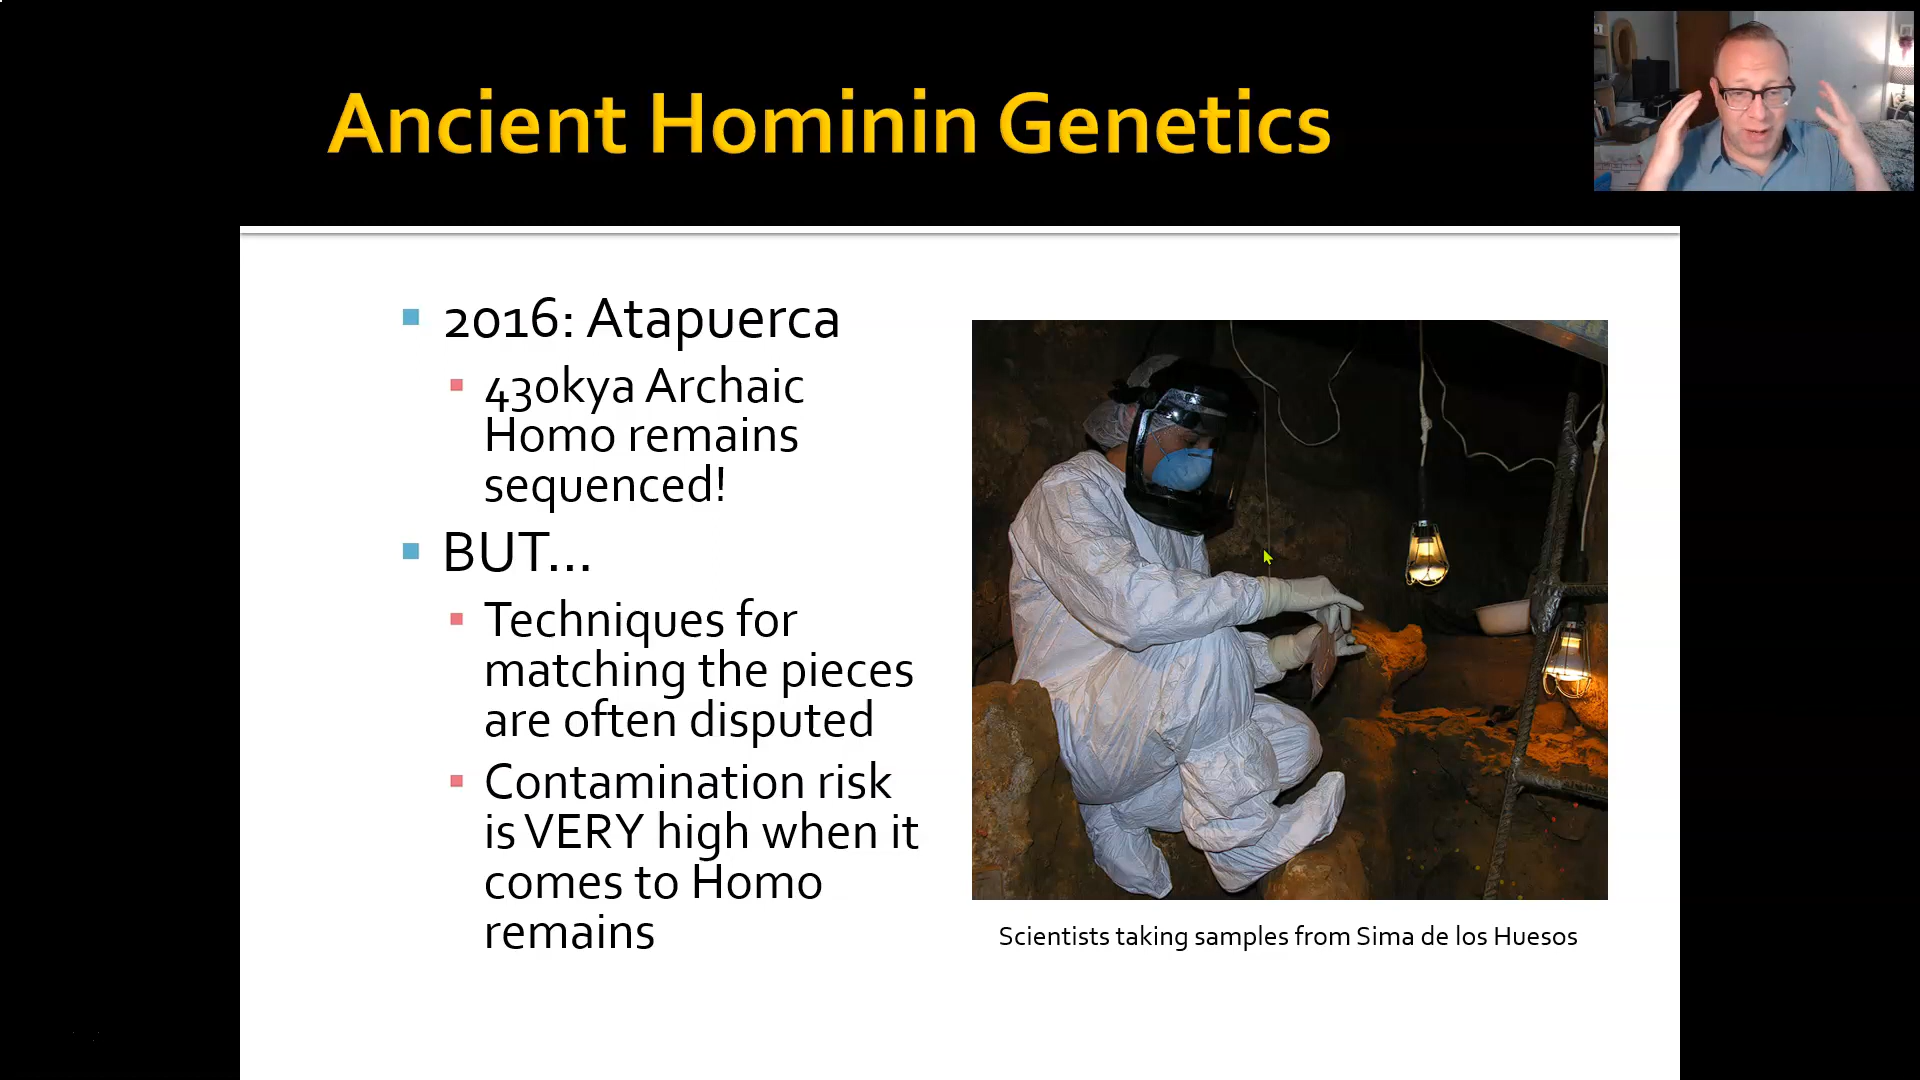 Ancient Hominin Genetics
2016: Atapuerca
430kya Archaic
Homo remains
sequenced!
BUT...
Techniques for
matching the pieces
are often disputed
Contamination risk
is VERY high when it
comes to Homo
remains
Scientists taking samples from Sima de los Huesos